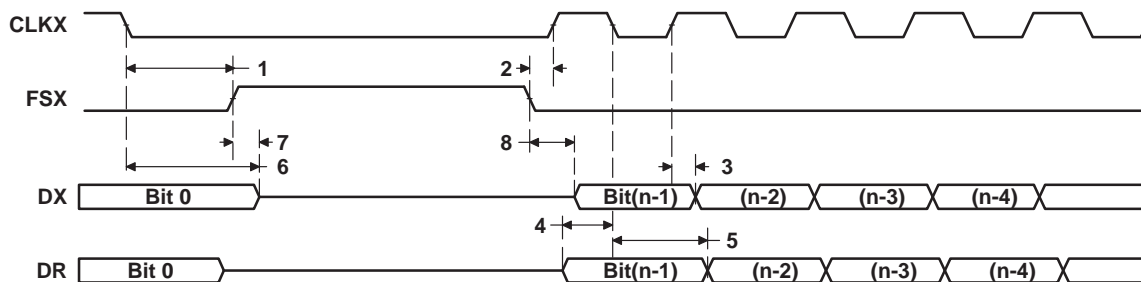 CLKX
1 2
FSX
7 8
6 3
DX Bit 0 Bit(n-1) (n-2) (n-3) (n-4)
4 5
DR Bit 0 Bit(n-1) (n-2) (n-3) (n-4)